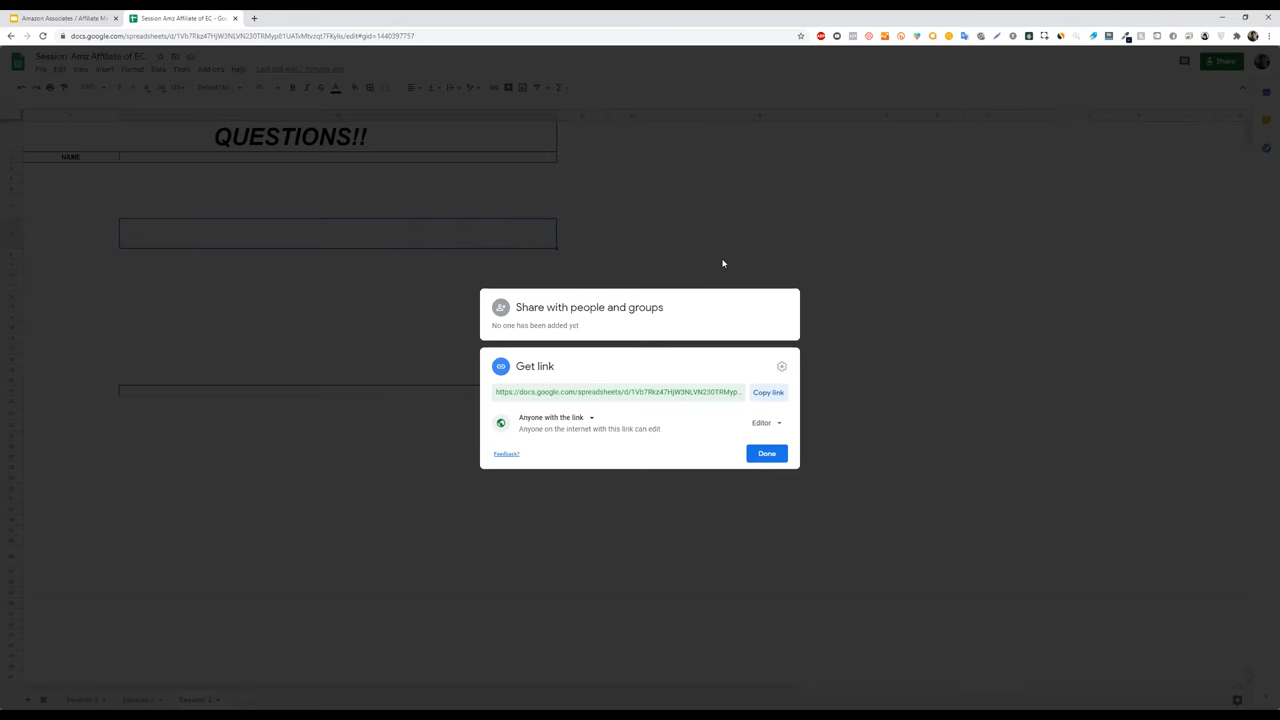 Amazon Associates / Affiliate M
Session Amz Affiliate of EC - Go
docs.google.com/spreadsheets/d/1Vb7Rkz47HjW3NLVN230TRMyp81UATxMtvzqt7FKylis/edit#gid=1440397757
Session Amz Affiliate of EC
File Edit View Insert Format Data Tools Add-ons Help
Share
QUESTIONS!!
NAME
Share with people and groups
No one has been added yet
Get link
https://docs.google.com/spreadsheets/d/1Vb7Rkz47HjW3NLVN230TRMyp...
Copy link
Anyone with the link
Anyone on the internet with this link can edit
Editor
Feedback?
Done
Session 1